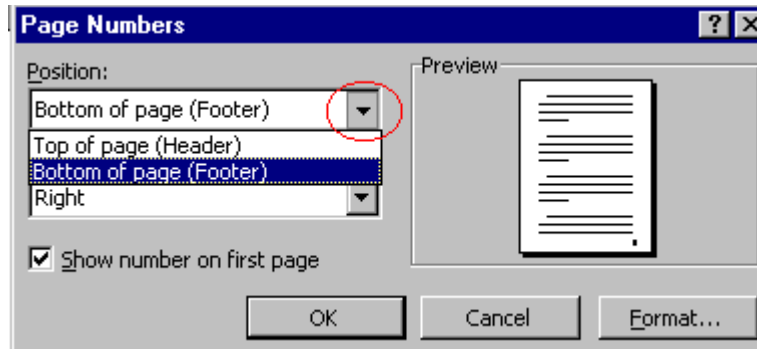 Page Numbers
Position:
Preview
Bottom of page (Footer)
Top of page (Header)
Bottom of page (Footer)
Right
Show number on first page
OK
Cancel
Format...